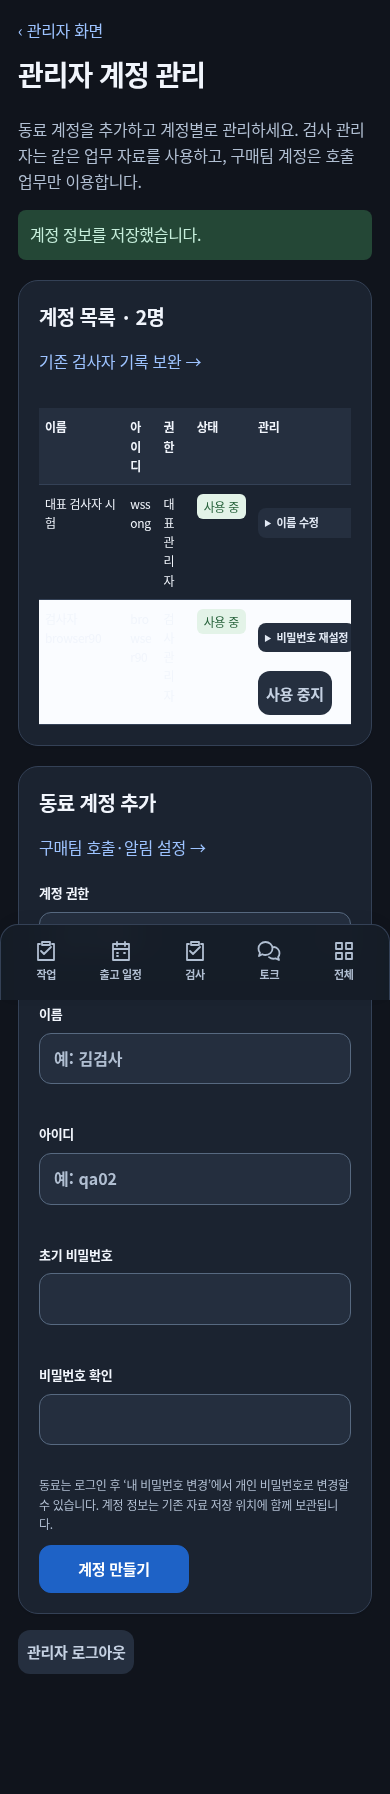 ‹ 관리자 화면
관리자 계정 관리
동료 계정을 추가하고 계정별로 관리하세요. 검사 관리
자는 같은 업무 자료를 사용하고, 구매팀 계정은 호출
업무만 이용합니다.
계정 정보를 저장했습니다.
계정 목록 · 2명
기존 검사자 기록 보완 →
이름 아이디 권한 상태 관리
대표 검사자 시
험
wss
ong
대
표
관
리
자
사용 중
▶ 이름 수정
사용 중
▶ 비밀번호 재설정
사용 중지
동료 계정 추가
구매팀 호출·알림 설정 →
계정 권한
작업 출고 일정 검사 토크 전체
이름
예: 김검사
아이디
예: qa02
초기 비밀번호
비밀번호 확인
동료는 로그인 후 ‘내 비밀번호 변경’에서 개인 비밀번호로 변경할
수 있습니다. 계정 정보는 기존 자료 저장 위치에 함께 보관됩니
다.
계정 만들기
관리자 로그아웃